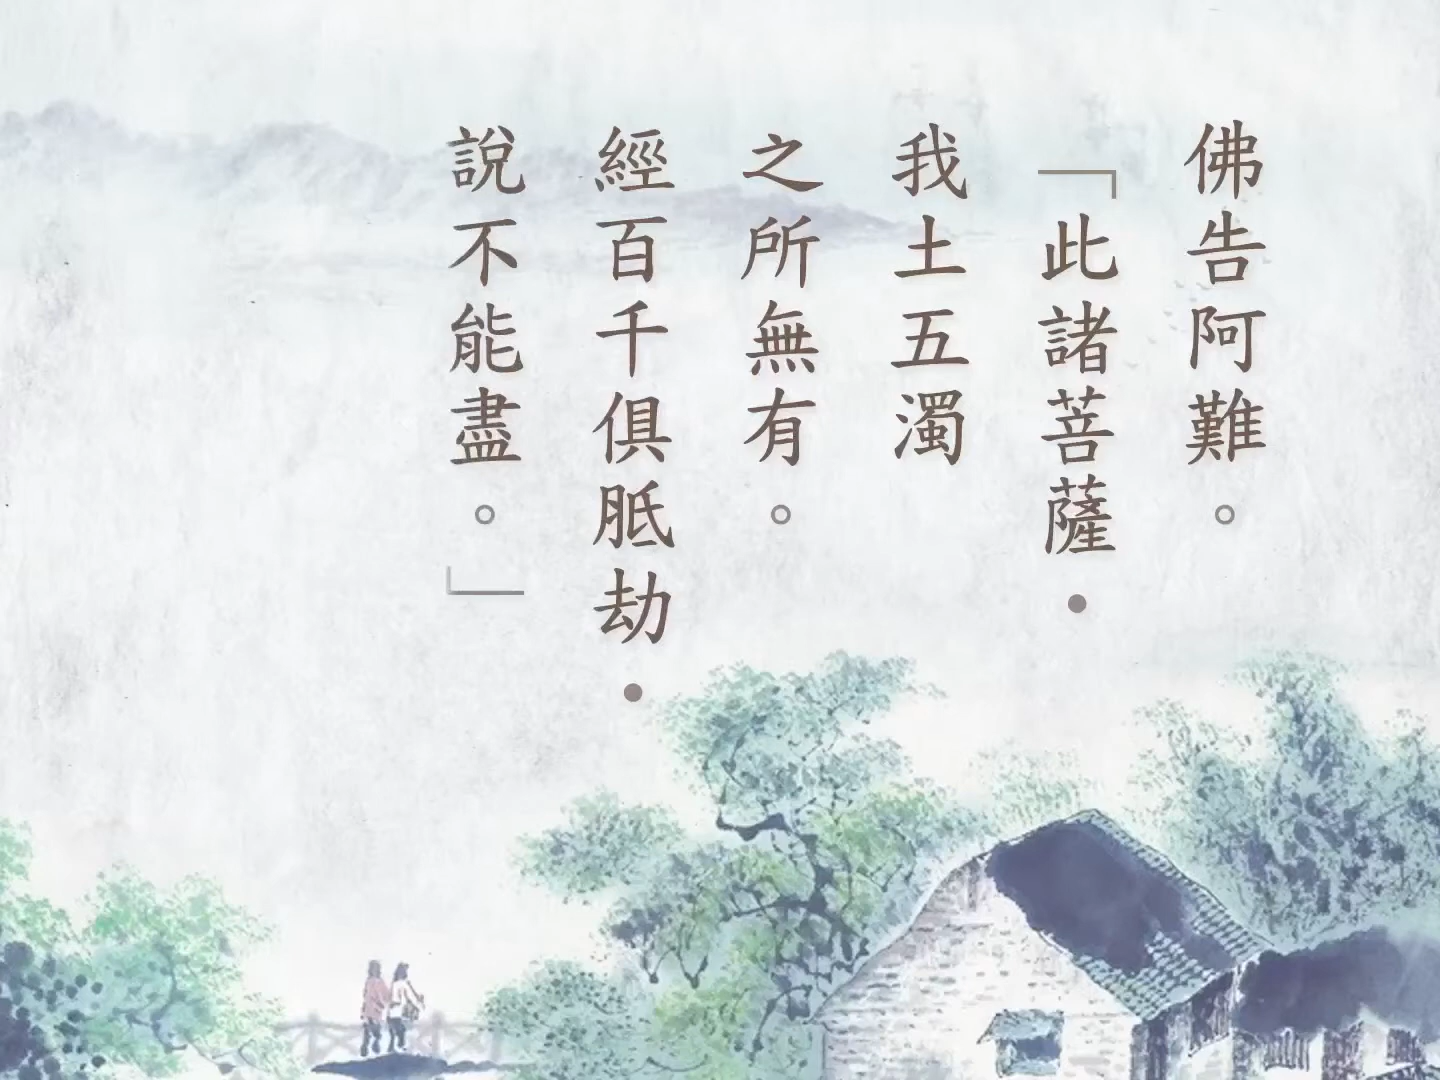 佛告阿難。
「此諸菩薩．
我土五濁
之所無有。
經百千俱胝劫．
說不能盡。」